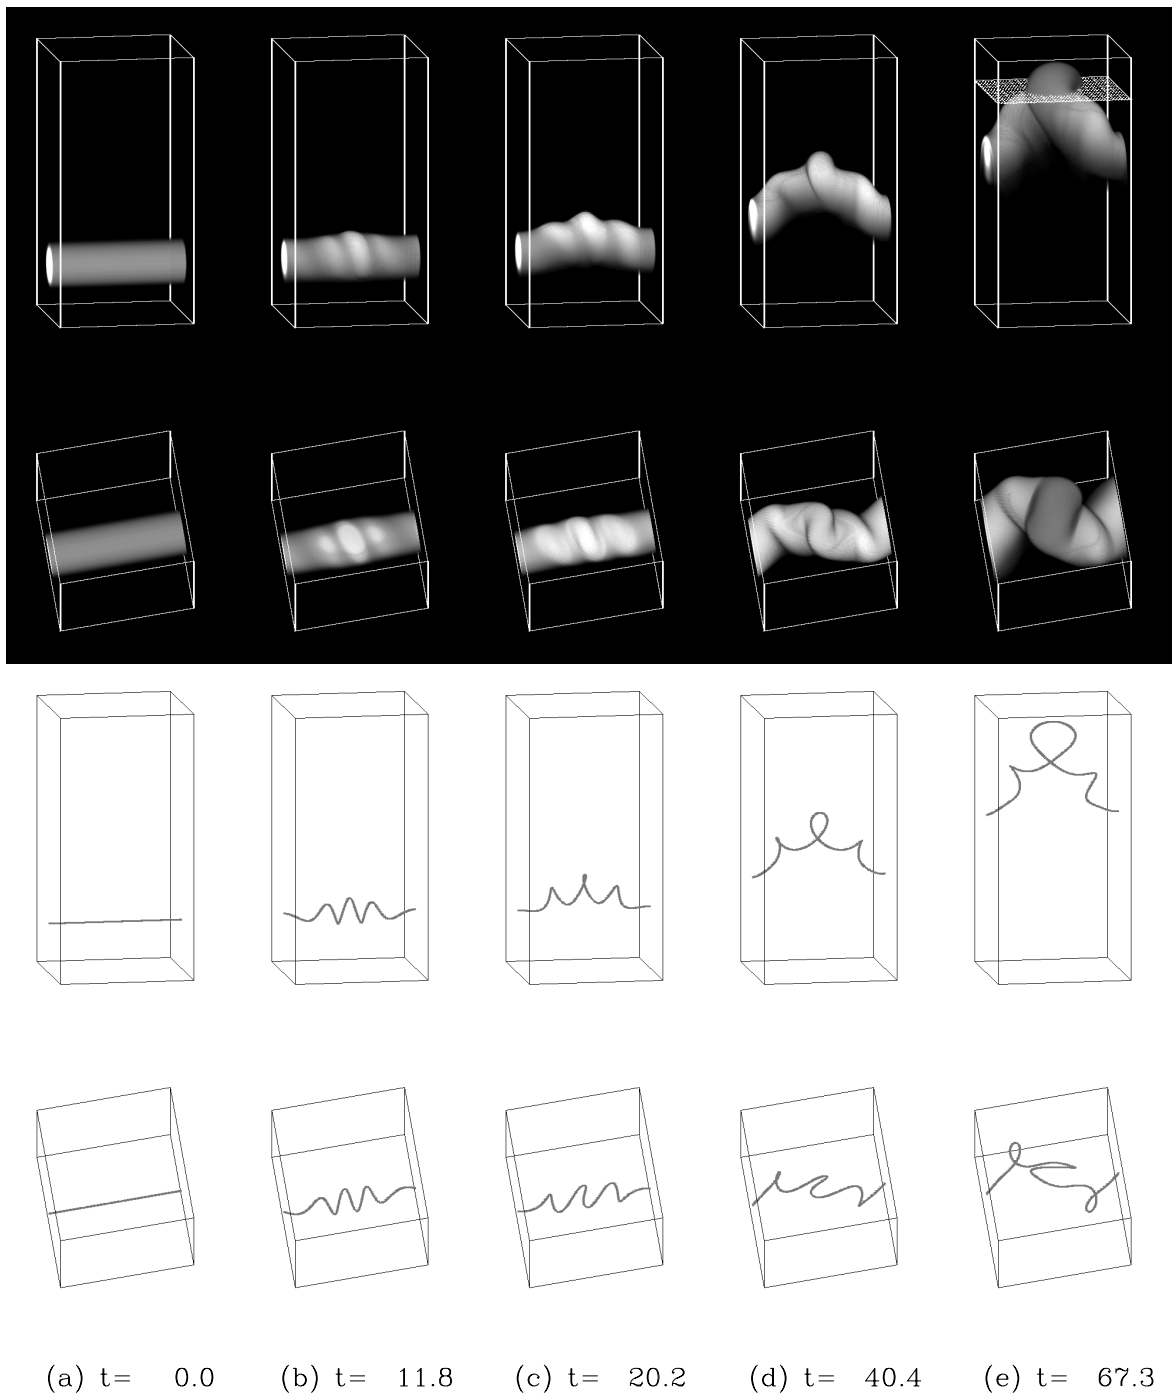 (a) t= 0.0 (b) t= 11.8 (c) t= 20.2 (d) t= 40.4 (e) t= 67.3